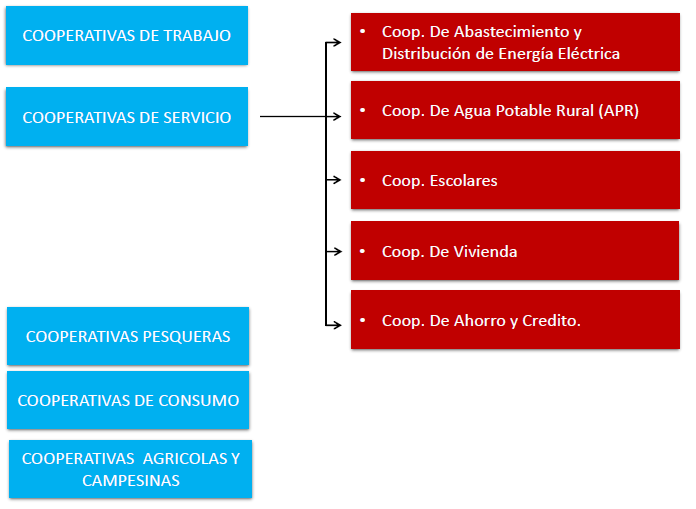 COOPERATIVAS DE TRABAJO
COOPERATIVAS DE SERVICIO
• Coop. De Abastecimiento y
Distribución de Energía Eléctrica
• Coop. De Agua Potable Rural (APR)
• Coop. Escolares
• Coop. De Vivienda
• Coop. De Ahorro y Credito.
COOPERATIVAS PESQUERAS
COOPERATIVAS DE CONSUMO
COOPERATIVAS AGRICOLAS Y
CAMPESINAS